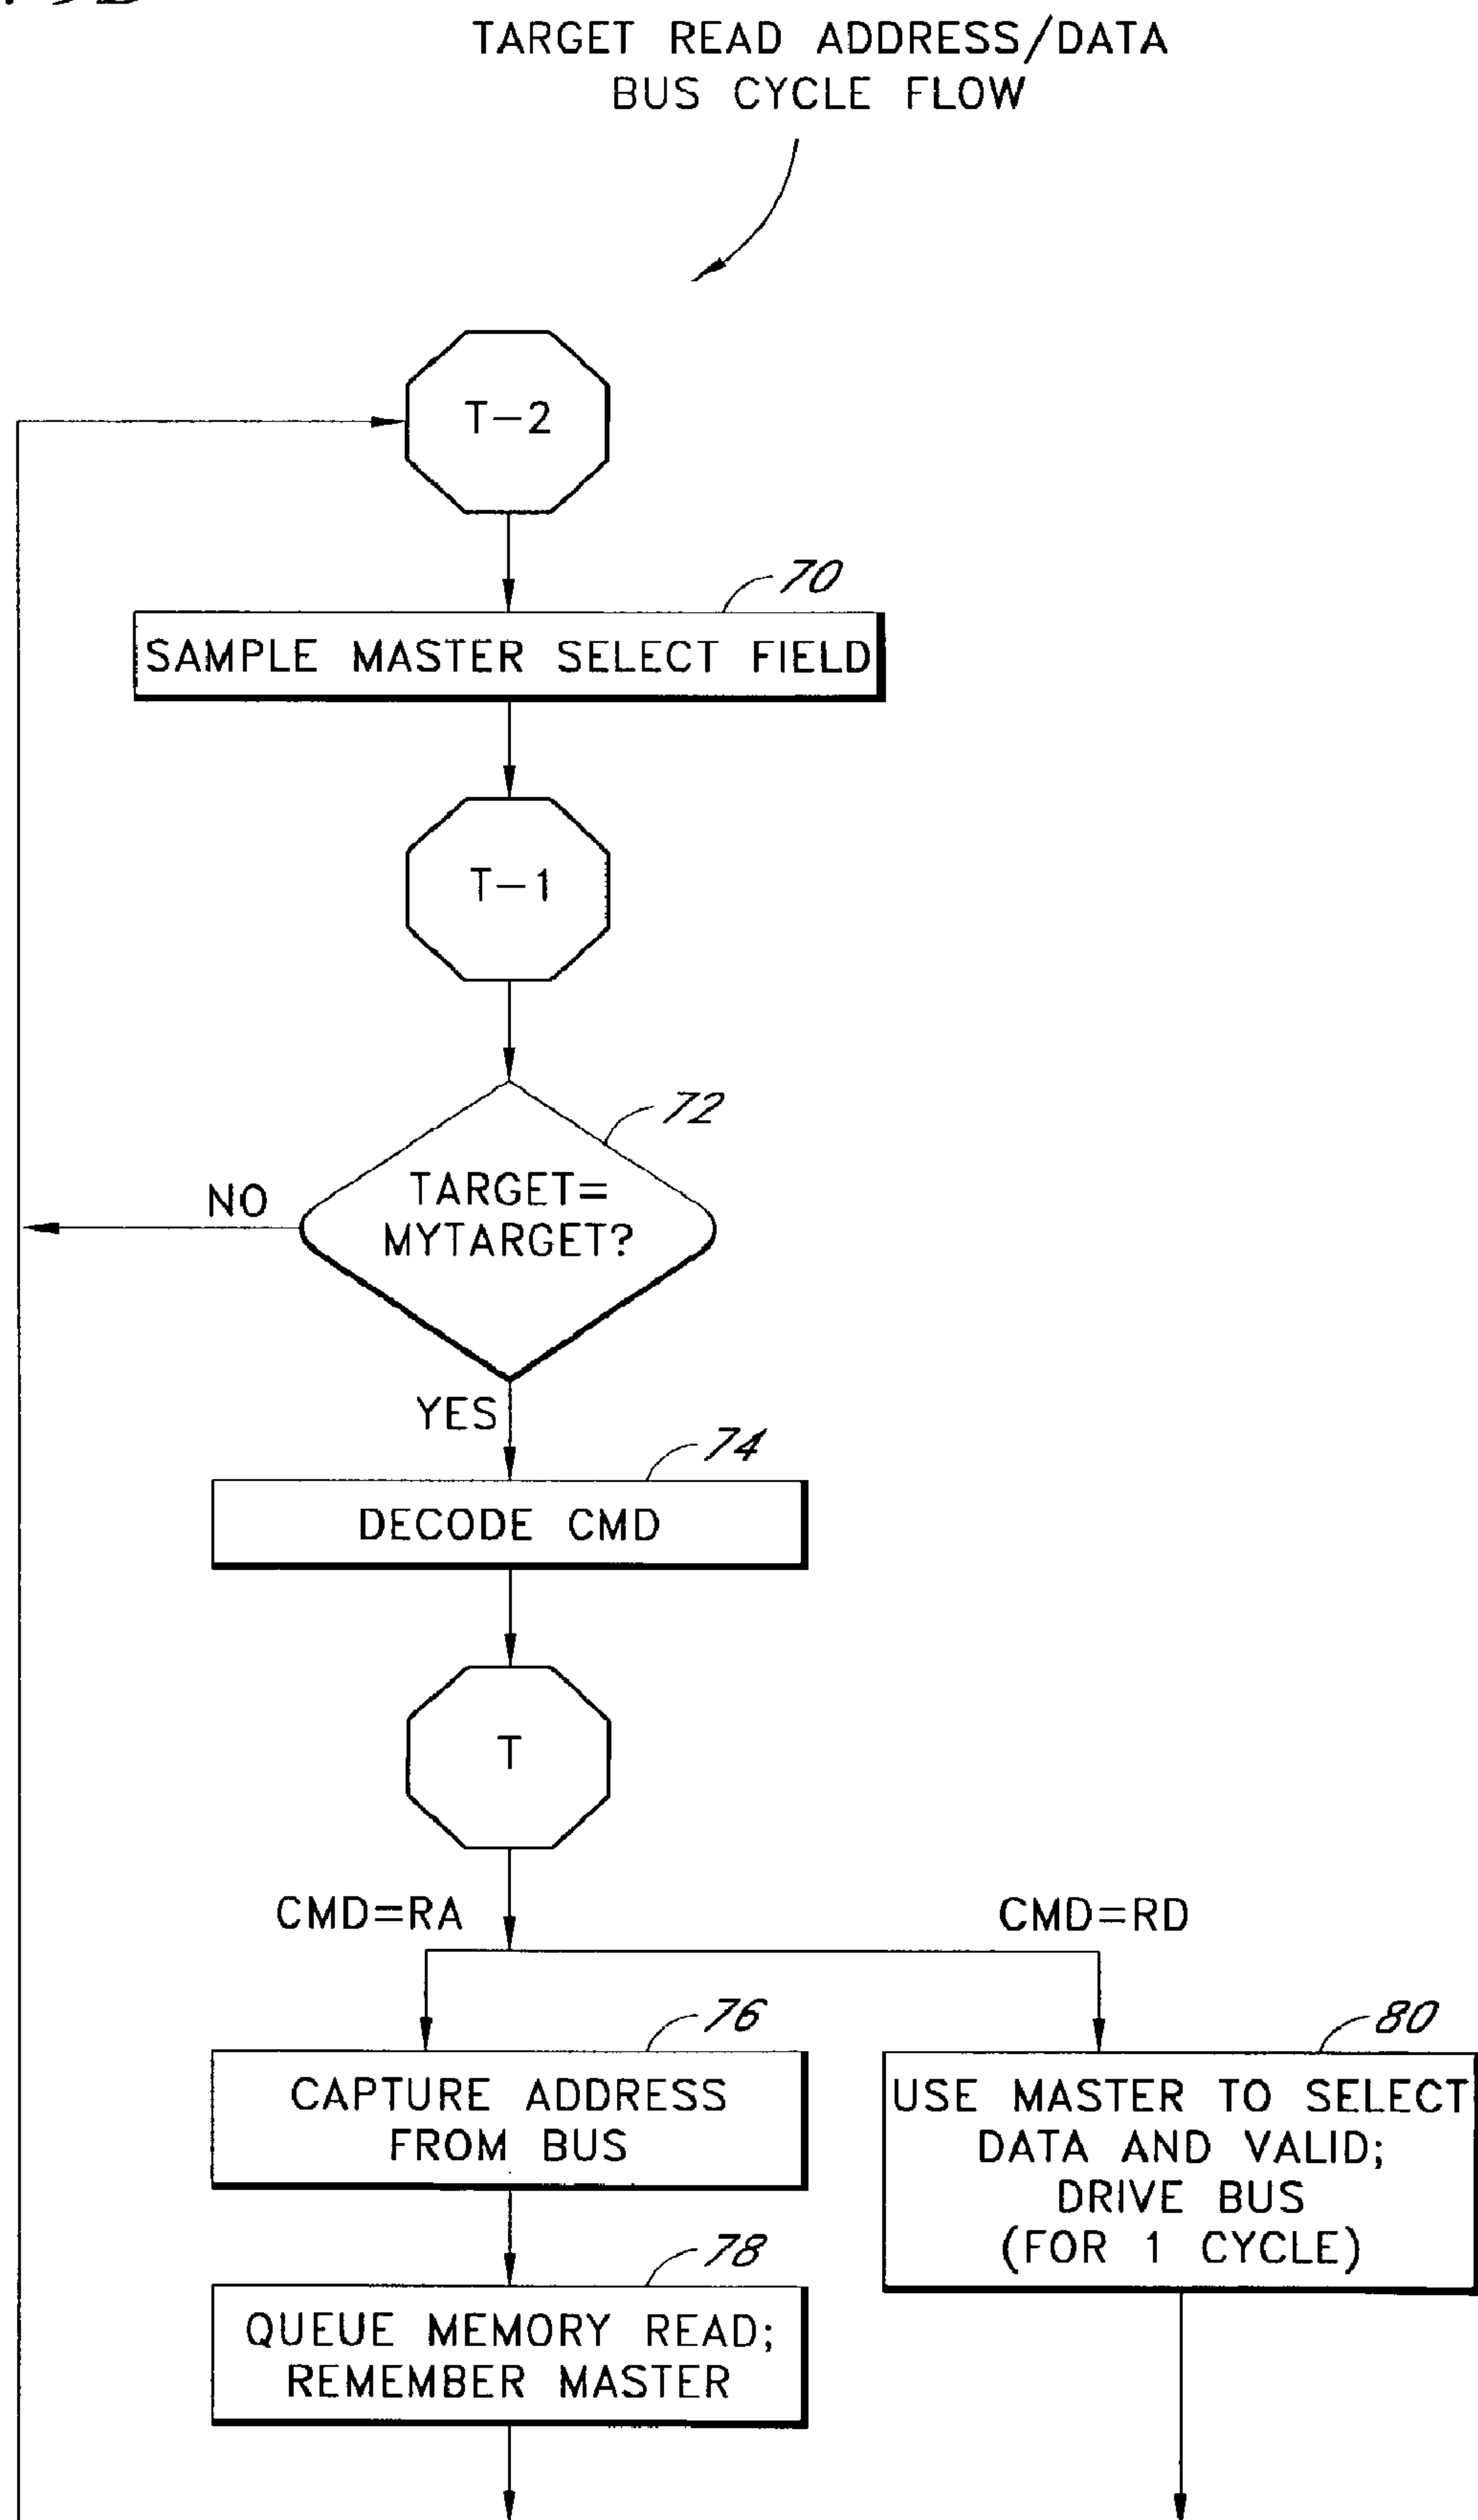 TARGET READ ADDRESS/DATA
BUS CYCLE FLOW
T-2
70
SAMPLE MASTER SELECT FIELD
T-1
72
TARGET=
MYTARGET?
NO
YES
74
DECODE CMD
T
CMD=RA
CMD=RD
76
CAPTURE ADDRESS
FROM BUS
80
USE MASTER TO SELECT
DATA AND VALID;
DRIVE BUS
(FOR 1 CYCLE)
78
QUEUE MEMORY READ;
REMEMBER MASTER